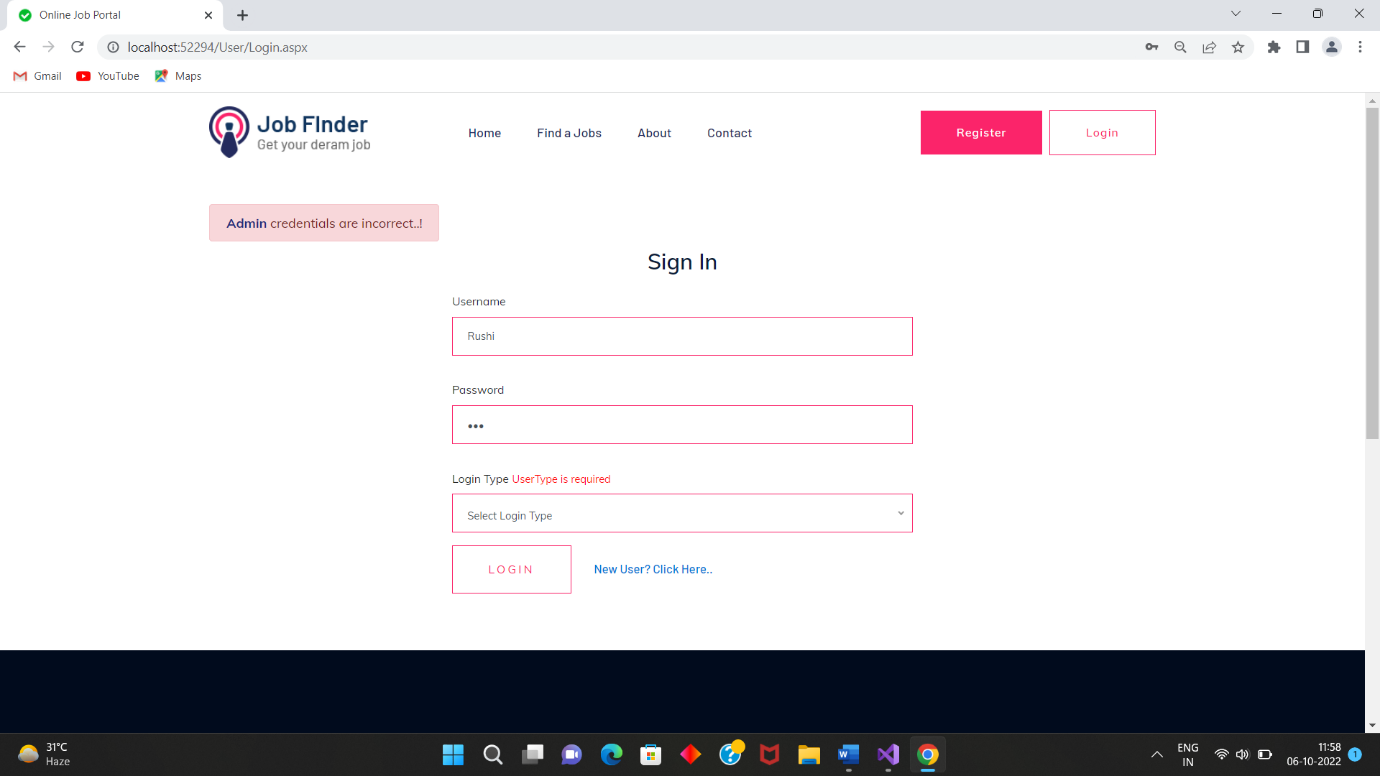 Online Job Portal
localhost:52294/User/Login.aspx
Gmail YouTube Maps
Job FInder
Get your deram job
Home Find a Jobs About Contact Register Login
Admin credentials are incorrect..!
Sign In
Username
Rushi
Password
Login Type UserType is required
Select Login Type
LOGIN New User? Click Here..
31°C
Haze
ENG
IN
11:58
06-10-2022
1